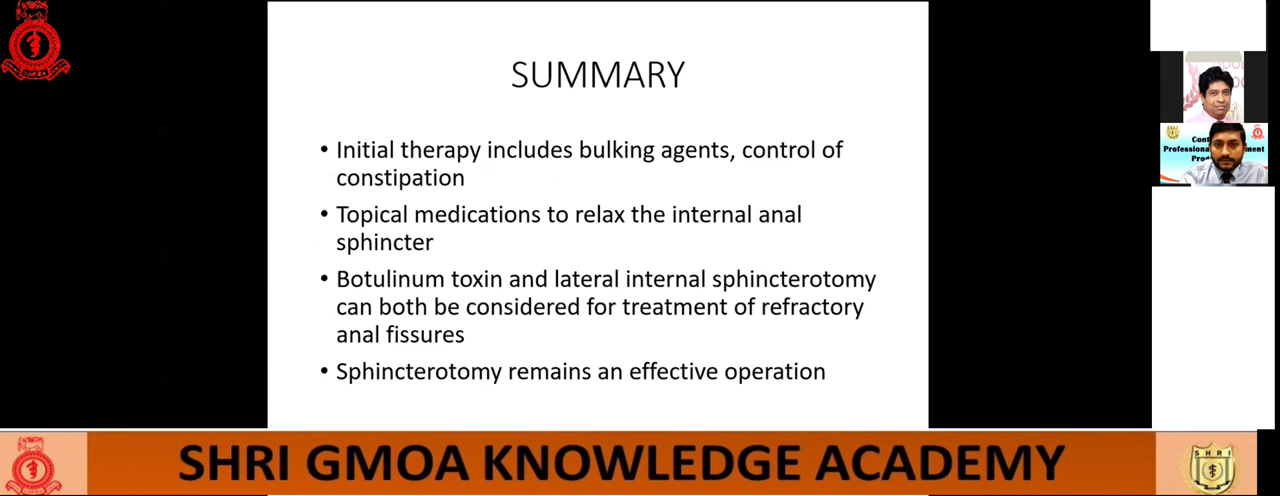 SUMMARY
• Initial therapy includes bulking agents, control of
constipation
• Topical medications to relax the internal anal
sphincter
• Botulinum toxin and lateral internal sphincterotomy
can both be considered for treatment of refractory
anal fissures
• Sphincterotomy remains an effective operation
SHRI GMOA KNOWLEDGE ACADEMY
SHRI